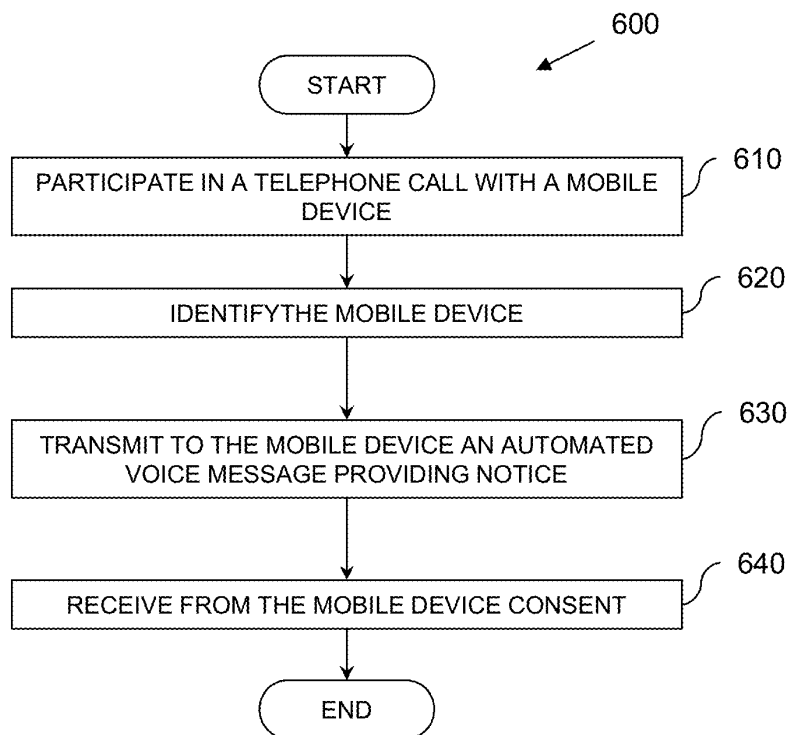 600
START
610
PARTICIPATE IN A TELEPHONE CALL WITH A MOBILE
DEVICE
620
IDENTIFYTHE MOBILE DEVICE
630
TRANSMIT TO THE MOBILE DEVICE AN AUTOMATED
VOICE MESSAGE PROVIDING NOTICE
640
RECEIVE FROM THE MOBILE DEVICE CONSENT
END